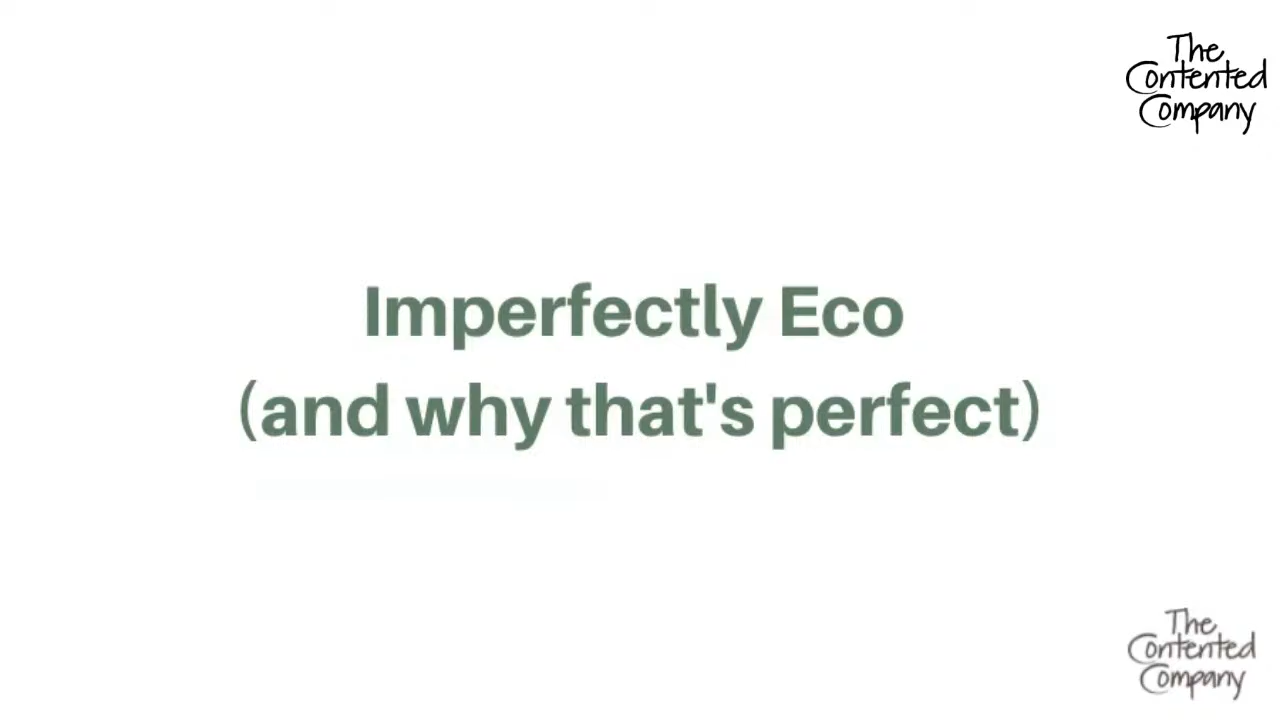 The
Contented
Company
Imperfectly Eco
(and why that's perfect)
The
Contented
Company